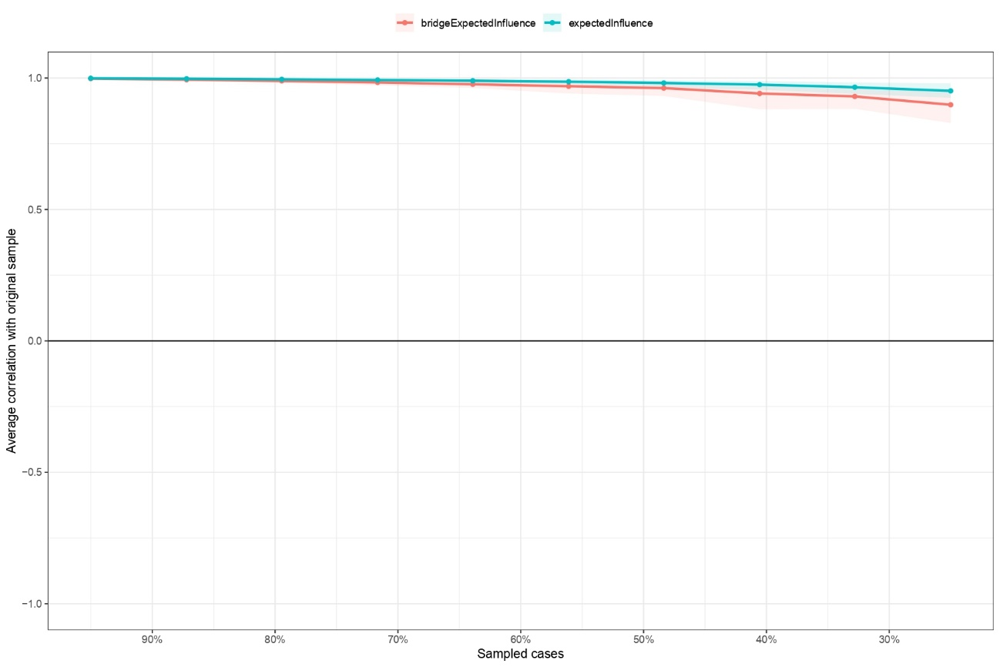 bridgeExpectedInfluence expectedInfluence
Average correlation with original sample
1.0
0.5
0.0
−0.5
−1.0
90% 80% 70% 60% 50% 40% 30%
Sampled cases